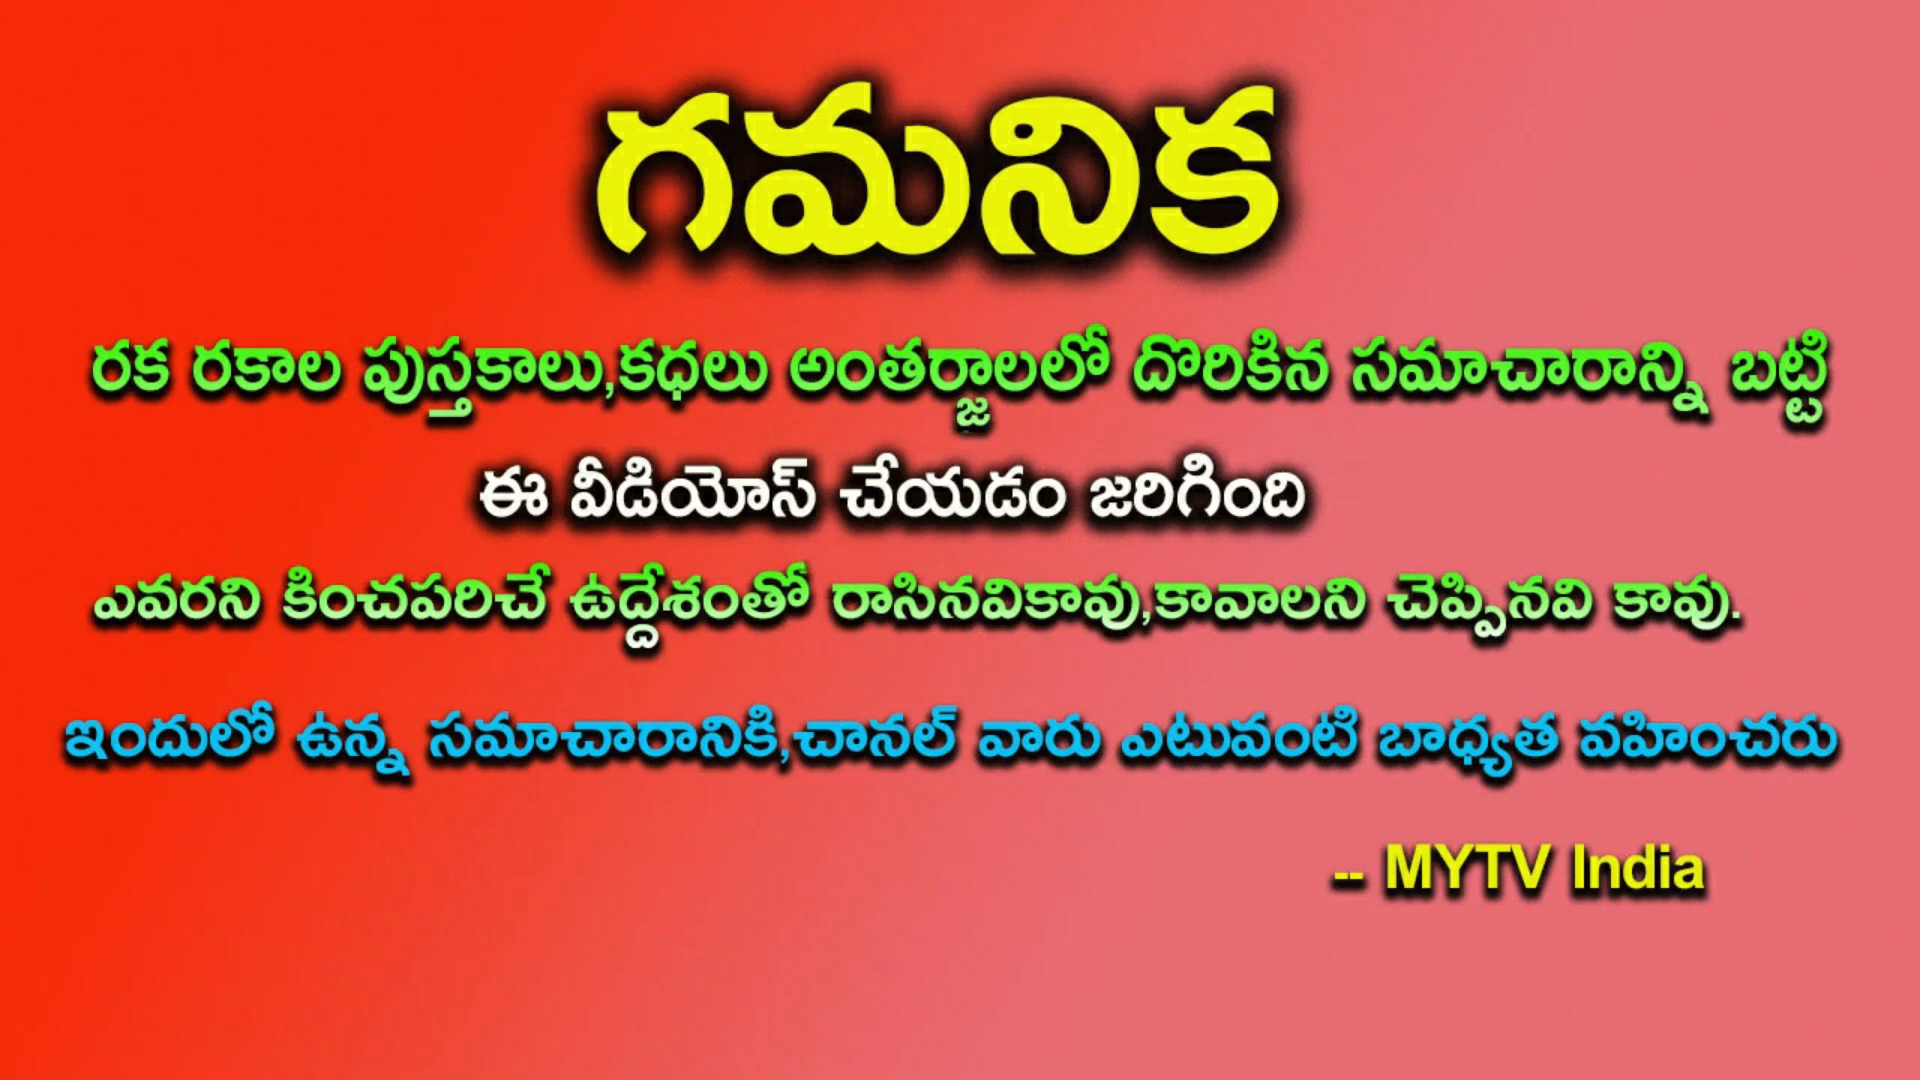 గమనిక
రక రకాల పుస్తకాలు,కధలు అంతర్జాలలో దొరికిన సమాచారాన్ని బట్టి
ఈ వీడియోస్ చేయడం జరిగింది
ఎవరని కించపరిచే ఉద్దేశంతో రాసినవికావు,కావాలని చెప్పినవి కావు.
ఇందులో ఉన్న సమాచారానికి,చానల్ వారు ఎటువంటి బాధ్యత వహించరు
-- MYTV India